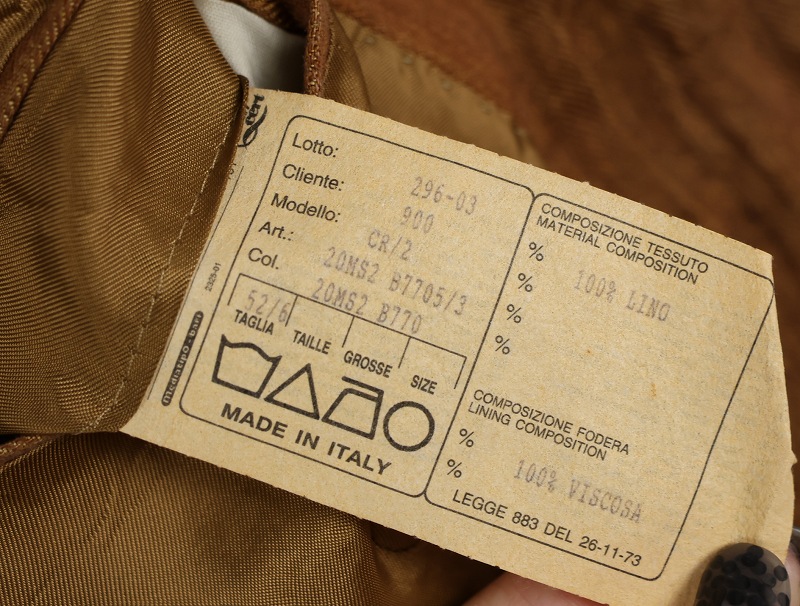 Lotto: 296-03
Cliente: 900
Modello: CR/2
Art.: 20MS2 B7705/3
Col. 20MS2 B770
52/6
TAGLIA TAILLE GROSSE SIZE
MADE IN ITALY
COMPOSIZIONE TESSUTO
MATERIAL COMPOSITION
% 100% LINO
%
%
%
COMPOSIZIONE FODERA
LINING COMPOSITION
%
% 100% VISCOSA
LEGGE 883 DEL 26-11-73